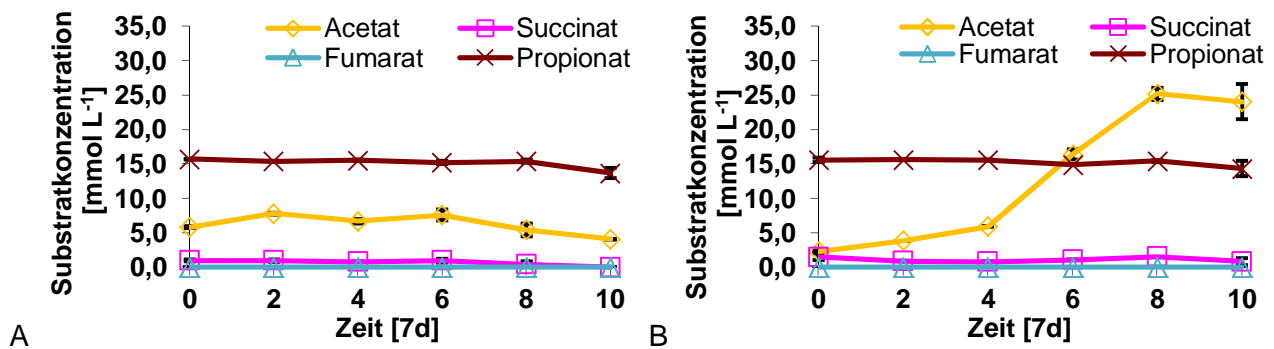 Substratkonzentration
[mmol L⁻¹]
35,0
30,0
25,0
20,0
15,0
10,0
5,0
0,0
Acetat
Succinat
Fumarat
Propionat
0
2
4
6
8
10
Zeit [7d]
A
Substratkonzentration
[mmol L⁻¹]
35,0
30,0
25,0
20,0
15,0
10,0
5,0
0,0
Acetat
Succinat
Fumarat
Propionat
0
2
4
6
8
10
Zeit [7d]
B